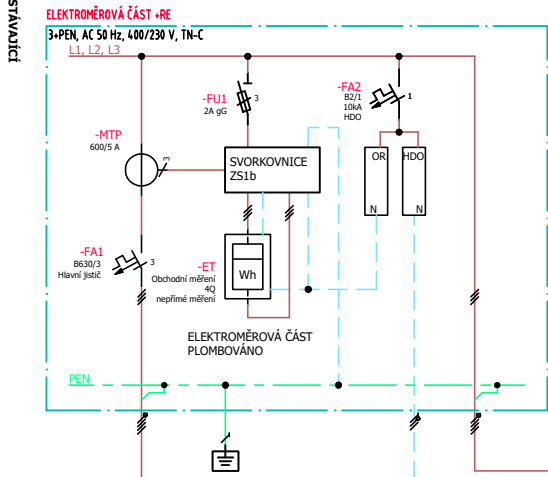 STÁVAJÍCÍ
ELEKTROMĚROVÁ ČÁST +RE
3+PEN, AC 50 Hz, 400/230 V, TN-C
L1, L2, L3
-FU1
2A gG
3
-FA2
B2/1
10kA
HDO
1
-MTP
600/5 A
3
SVORKOVNICE
ZS1b
OR
HDO
N
N
-FA1
B630/3
Hlavní jistič
3
-ET
Obchodní měření
4Q
nepřímé měření
Wh
ELEKTROMĚROVÁ ČÁST
PLOMBOVÁNO
PEN